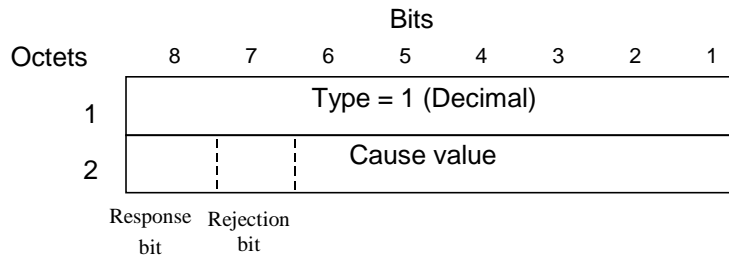 Bits
Octets 8 7 6 5 4 3 2 1
1 Type = 1 (Decimal)
2 Cause value
Response Rejection
bit bit